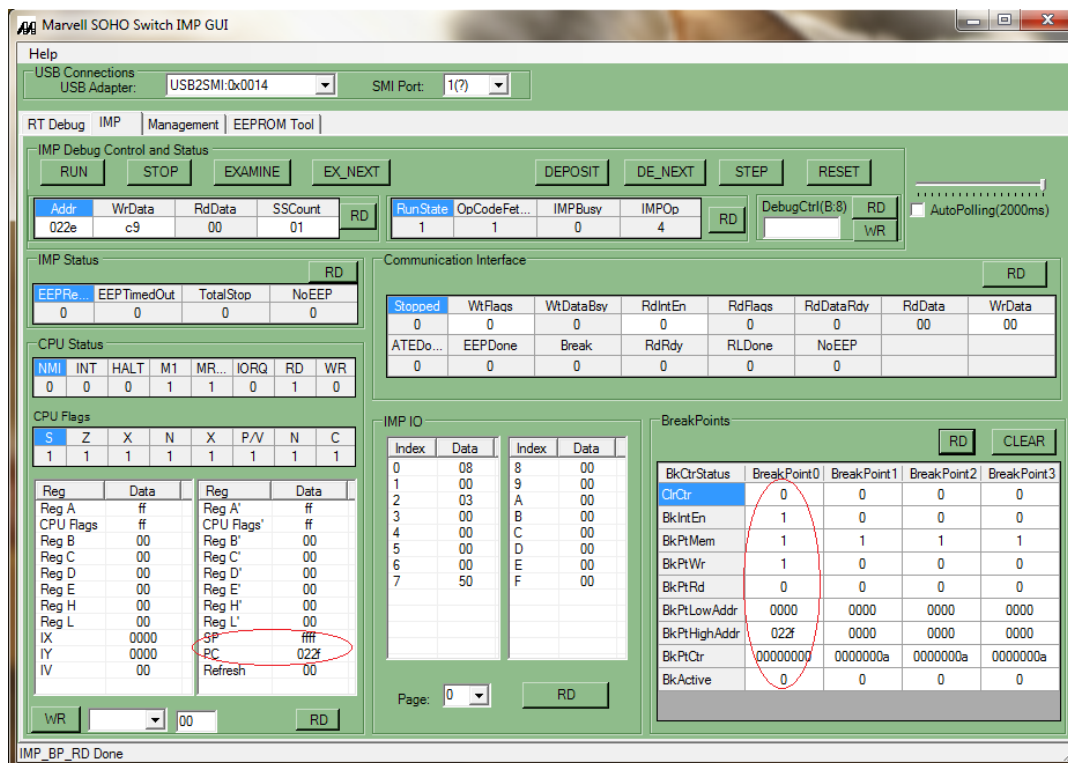 Marvell SOHO Switch IMP GUI
Help
USB Connections
USB Adapter: USB2SMI:0x0014 SMI Port: 1(?)
RT Debug IMP Management EEPROM Tool
IMP Debug Control and Status
RUN STOP EXAMINE EX_NEXT DEPOSIT DE_NEXT STEP RESET
Addr WrData RdData SSCount RD RunState OpCodeFet... IMPBusy IMPOp RD DebugCtrl(B:8) RD AutoPolling(2000ms)
022e c9 00 01 1 1 0 4 WR
IMP Status
RD
EEPRe... EEPTimedOut TotalStop NoEEP
0 0 0 0
Communication Interface
RD
Stopped WtFlags WtDataBsy RdIntEn RdFlags RdDataRdy RdData WrData
0 0 0 0 0 0 00 00
ATEDo... EEPDone Break RdRdy RLDone NoEEP
0 0 0 0 0 0
CPU Status
NMI INT HALT M1 MR... IORQ RD WR
0 0 0 1 1 0 1 0
CPU Flags
S Z X N X P/V N C
1 1 1 1 1 1 1 1
Reg Data Reg Data
Reg A ff Reg A' ff
CPU Flags ff CPU Flags' ff
Reg B 00 Reg B' 00
Reg C 00 Reg C' 00
Reg D 00 Reg D' 00
Reg E 00 Reg E' 00
Reg H 00 Reg H' 00
Reg L 00 Reg L' 00
IX 0000 SP ffff
IY 0000 PC 022f
IV 00 Refresh 00
WR 00 RD
IMP IO
Index Data Index Data
0 08 8 00
1 00 9 00
2 03 A 00
3 00 B 00
4 00 C 00
5 00 D 00
6 00 E 00
7 50 F 00
Page: 0 RD
BreakPoints
RD CLEAR
BkCtrStatus BreakPoint0 BreakPoint1 BreakPoint2 BreakPoint3
ClrCtr 0 0 0 0
BkIntEn 1 0 0 0
BkPtMem 1 1 1 1
BkPtWr 1 0 0 0
BkPtRd 0 0 0 0
BkPtLowAddr 0000 0000 0000 0000
BkPtHighAddr 022f 0000 0000 0000
BkPtCtr 00000000 0000000a 0000000a 0000000a
BkActive 0 0 0 0
IMP_BP_RD Done